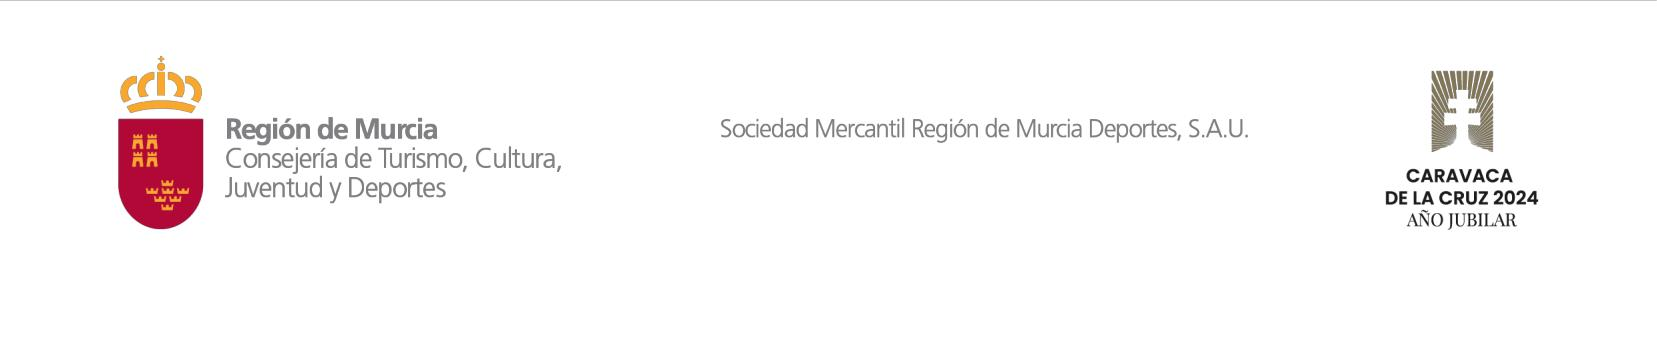 Región de Murcia
Consejería de Turismo, Cultura,
Juventud y Deportes
Sociedad Mercantil Región de Murcia Deportes, S.A.U.
CARAVACA
DE LA CRUZ 2024
AÑO JUBILAR